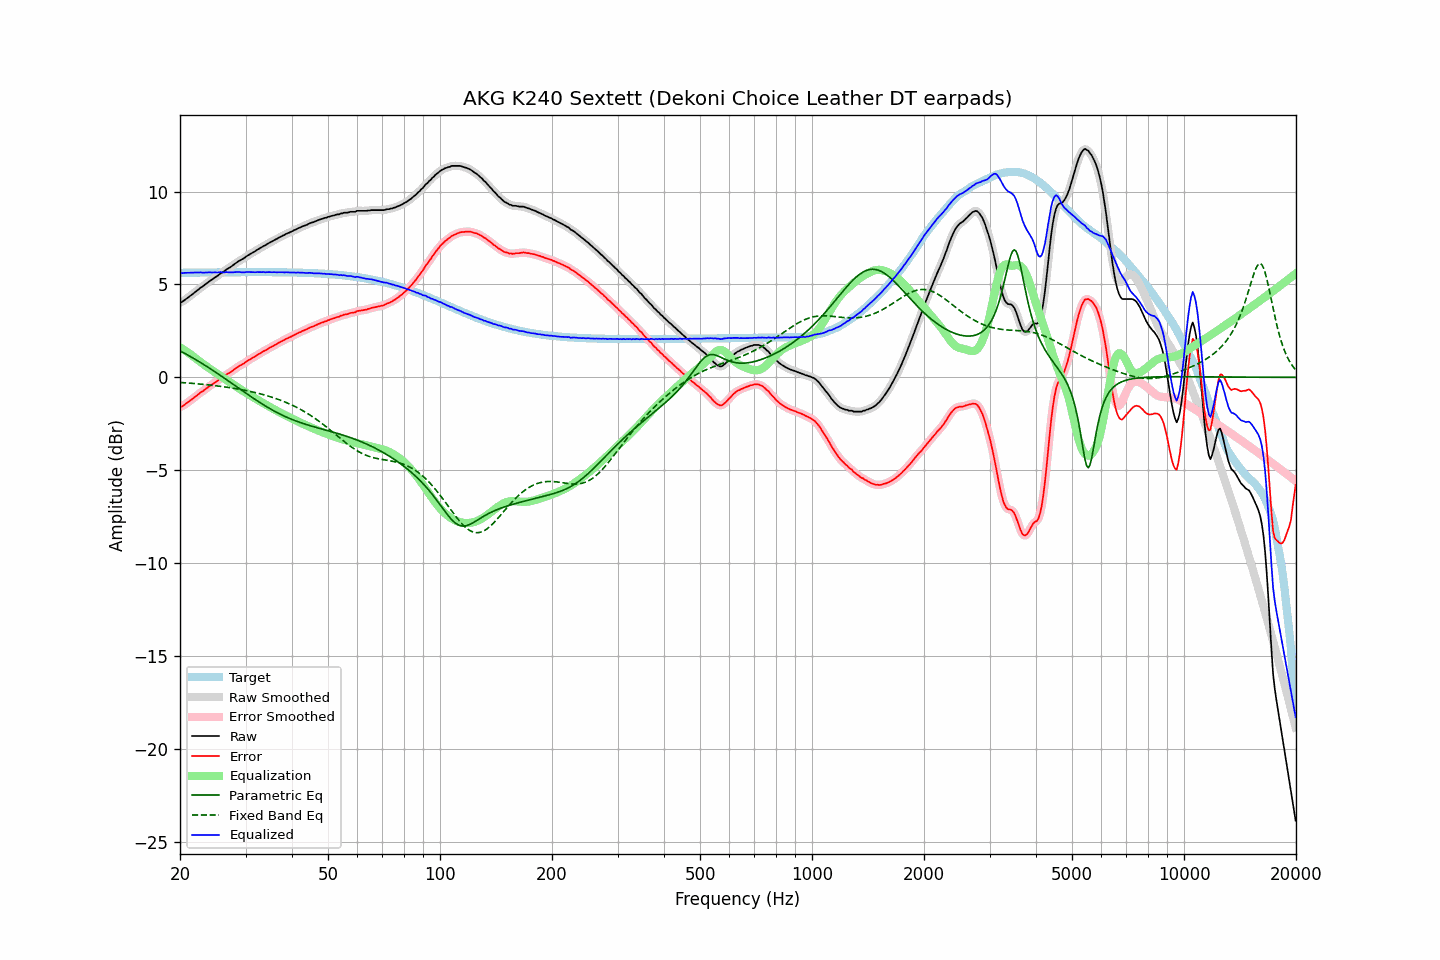 AKG K240 Sextett (Dekoni Choice Leather DT earpads)
Amplitude (dBr)
10
5
0
−5
−10
−15
−20
−25
Target
Raw Smoothed
Error Smoothed
Raw
Error
Equalization
Parametric Eq
Fixed Band Eq
Equalized
20 50 100 200 500 1000 2000 5000 10000 20000
Frequency (Hz)